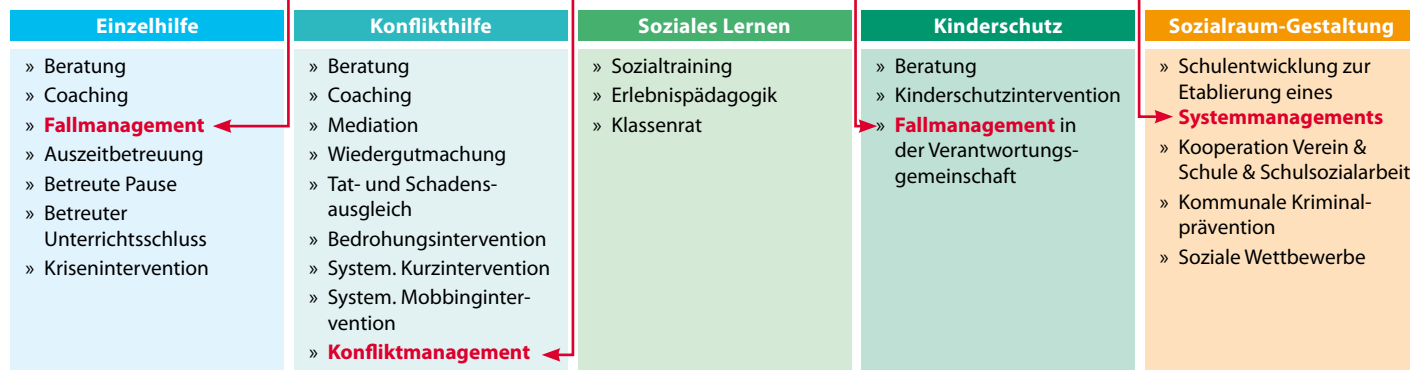 Einzelhilfe
» Beratung
» Coaching
» Fallmanagement
» Auszeitbetreuung
» Betreute Pause
» Betreuter
Unterrichtsschluss
» Krisenintervention
Konflikthilfe
» Beratung
» Coaching
» Mediation
» Wiedergutmachung
» Tat- und Schadens-
ausgleich
» Bedrohungsintervention
» System. Kurzintervention
» System. Mobbinginter-
vention
» Konfliktmanagement
Soziales Lernen
» Sozialtraining
» Erlebnispädagogik
» Klassenrat
Kinderschutz
» Beratung
» Kinderschutzintervention
» Fallmanagement in
der Verantwortungs-
gemeinschaft
Sozialraum-Gestaltung
» Schulentwicklung zur
Etablierung eines
Systemmanagements
» Kooperation Verein &
Schule & Schulsozialarbeit
» Kommunale Kriminal-
prävention
» Soziale Wettbewerbe